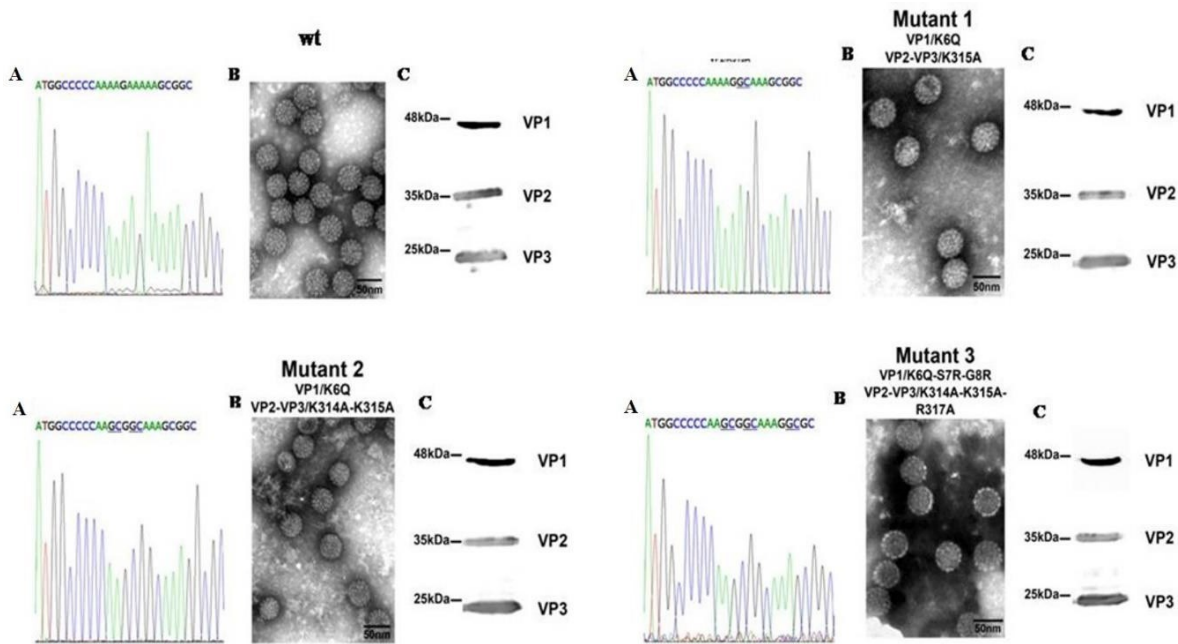 wt
A
B
C
ATGGCCCCCAAAAGAAAAAGCGGC
48kDa
VP1
35kDa
VP2
25kDa
VP3
50nm
Mutant 1
VP1/K6Q
VP2-VP3/K315A
A
B
C
ATGGCCCCCAAAAGGCAAAGCGGC
48kDa
VP1
35kDa
VP2
25kDa
VP3
50nm
Mutant 2
VP1/K6Q
VP2-VP3/K314A-K315A
A
B
C
ATGGCCCCCAAGCGGCAAAGCGGC
48kDa
VP1
35kDa
VP2
25kDa
VP3
50nm
Mutant 3
VP1/K6Q-S7R-G8R
VP2-VP3/K314A-K315A-
R317A
A
B
C
ATGGCCCCCAAGCGGCAAAGGCGC
48kDa
VP1
35kDa
VP2
25kDa
VP3
50nm